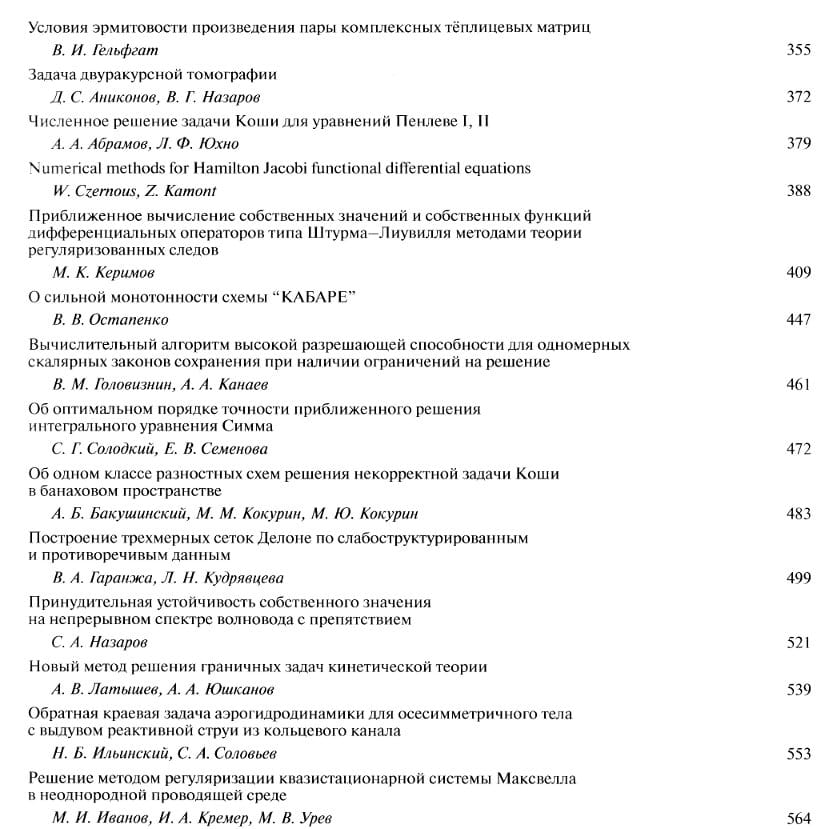 Условия эрмитовости произведения пары комплексных тёплицевых матриц
В. И. Гельфгат 355
Задача двуракурсной томографии
Д. С. Аниконов, В. Г. Назаров 372
Численное решение задачи Коши для уравнений Пенлеве I, II
А. А. Абрамов, Л. Ф. Юхно 379
Numerical methods for Hamilton Jacobi functional differential equations
W. Czernous, Z. Kamont 388
Приближенное вычисление собственных значений и собственных функций
дифференциальных операторов типа Штурма–Лиувилля методами теории
регуляризованных следов
М. К. Керимов 409
О сильной монотонности схемы “КАБАРЕ”
В. В. Остапенко 447
Вычислительный алгоритм высокой разрешающей способности для одномерных
скалярных законов сохранения при наличии ограничений на решение
В. М. Головизнин, А. А. Канаев 461
Об оптимальном порядке точности приближенного решения
интегрального уравнения Симма
С. Г. Солодкий, Е. В. Семенова 472
Об одном классе разностных схем решения некорректной задачи Коши
в банаховом пространстве
А. Б. Бакушинский, М. М. Кокурин, М. Ю. Кокурин 483
Построение трехмерных сеток Делоне по слабоструктурированным
и противоречивым данным
В. А. Гаранжа, Л. Н. Кудрявцева 499
Принудительная устойчивость собственного значения
на непрерывном спектре волновода с препятствием
С. А. Назаров 521
Новый метод решения граничных задач кинетической теории
А. В. Латышев, А. А. Юшканов 539
Обратная краевая задача аэрогидродинамики для осесимметричного тела
с выдувом реактивной струи из кольцевого канала
Н. Б. Ильинский, С. А. Соловьев 553
Решение методом регуляризации квазистационарной системы Максвелла
в неоднородной проводящей среде
М. И. Иванов, И. А. Кремер, М. В. Урев 564